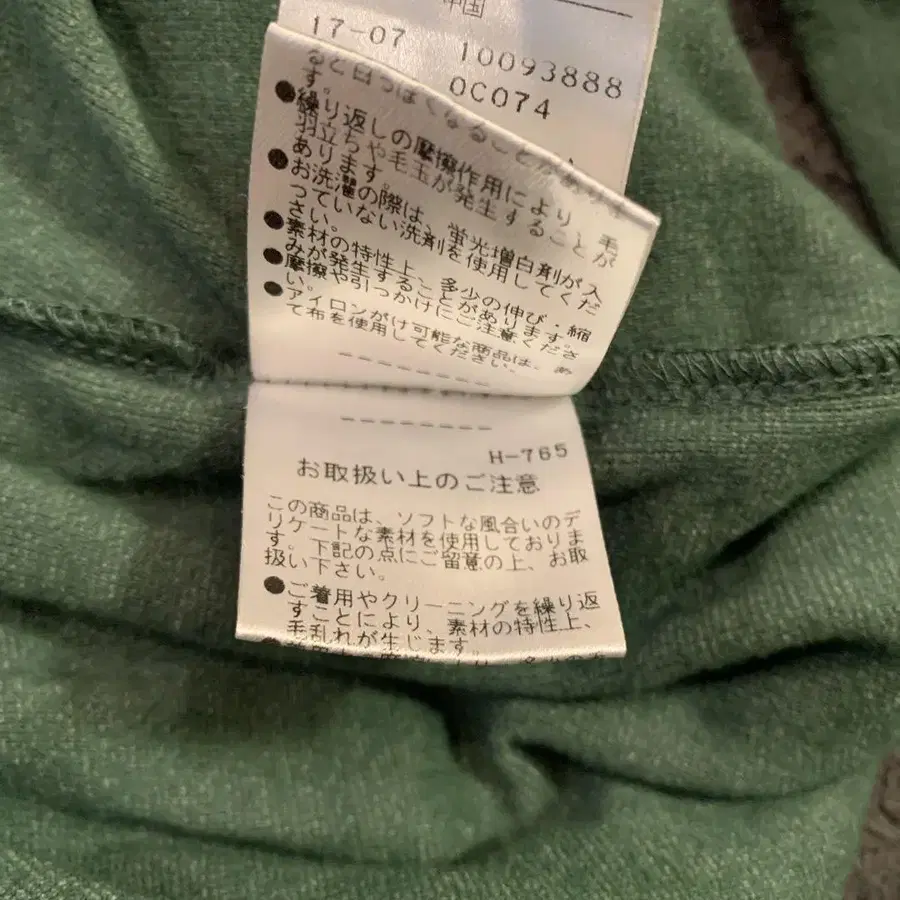 中国
17-07 10093888
0C074
ると白っぽくなることがあります
す。
●繰り返しの摩擦作用により、毛
羽立ちや毛玉が発生することが
あります。
●お洗濯の際は、蛍光増白剤が入
っていない洗剤を使用してくだ
さい。
●素材の特性上、多少の伸び・縮
みが発生することがあります。
●摩擦や引っかけにご注意くださ
い。
●アイロンがけ可能な商品は、あ
て布を使用してください。
--------
--------
H-765
お取扱い上のご注意
この商品は、ソフトな風合いのデ
リケートな素材を使用しておりま
す。下記の点にご留意の上、お取
扱い下さい。
●ご着用やクリーニングを繰り返
すことにより、素材の特性上、
毛乱れが生じます。